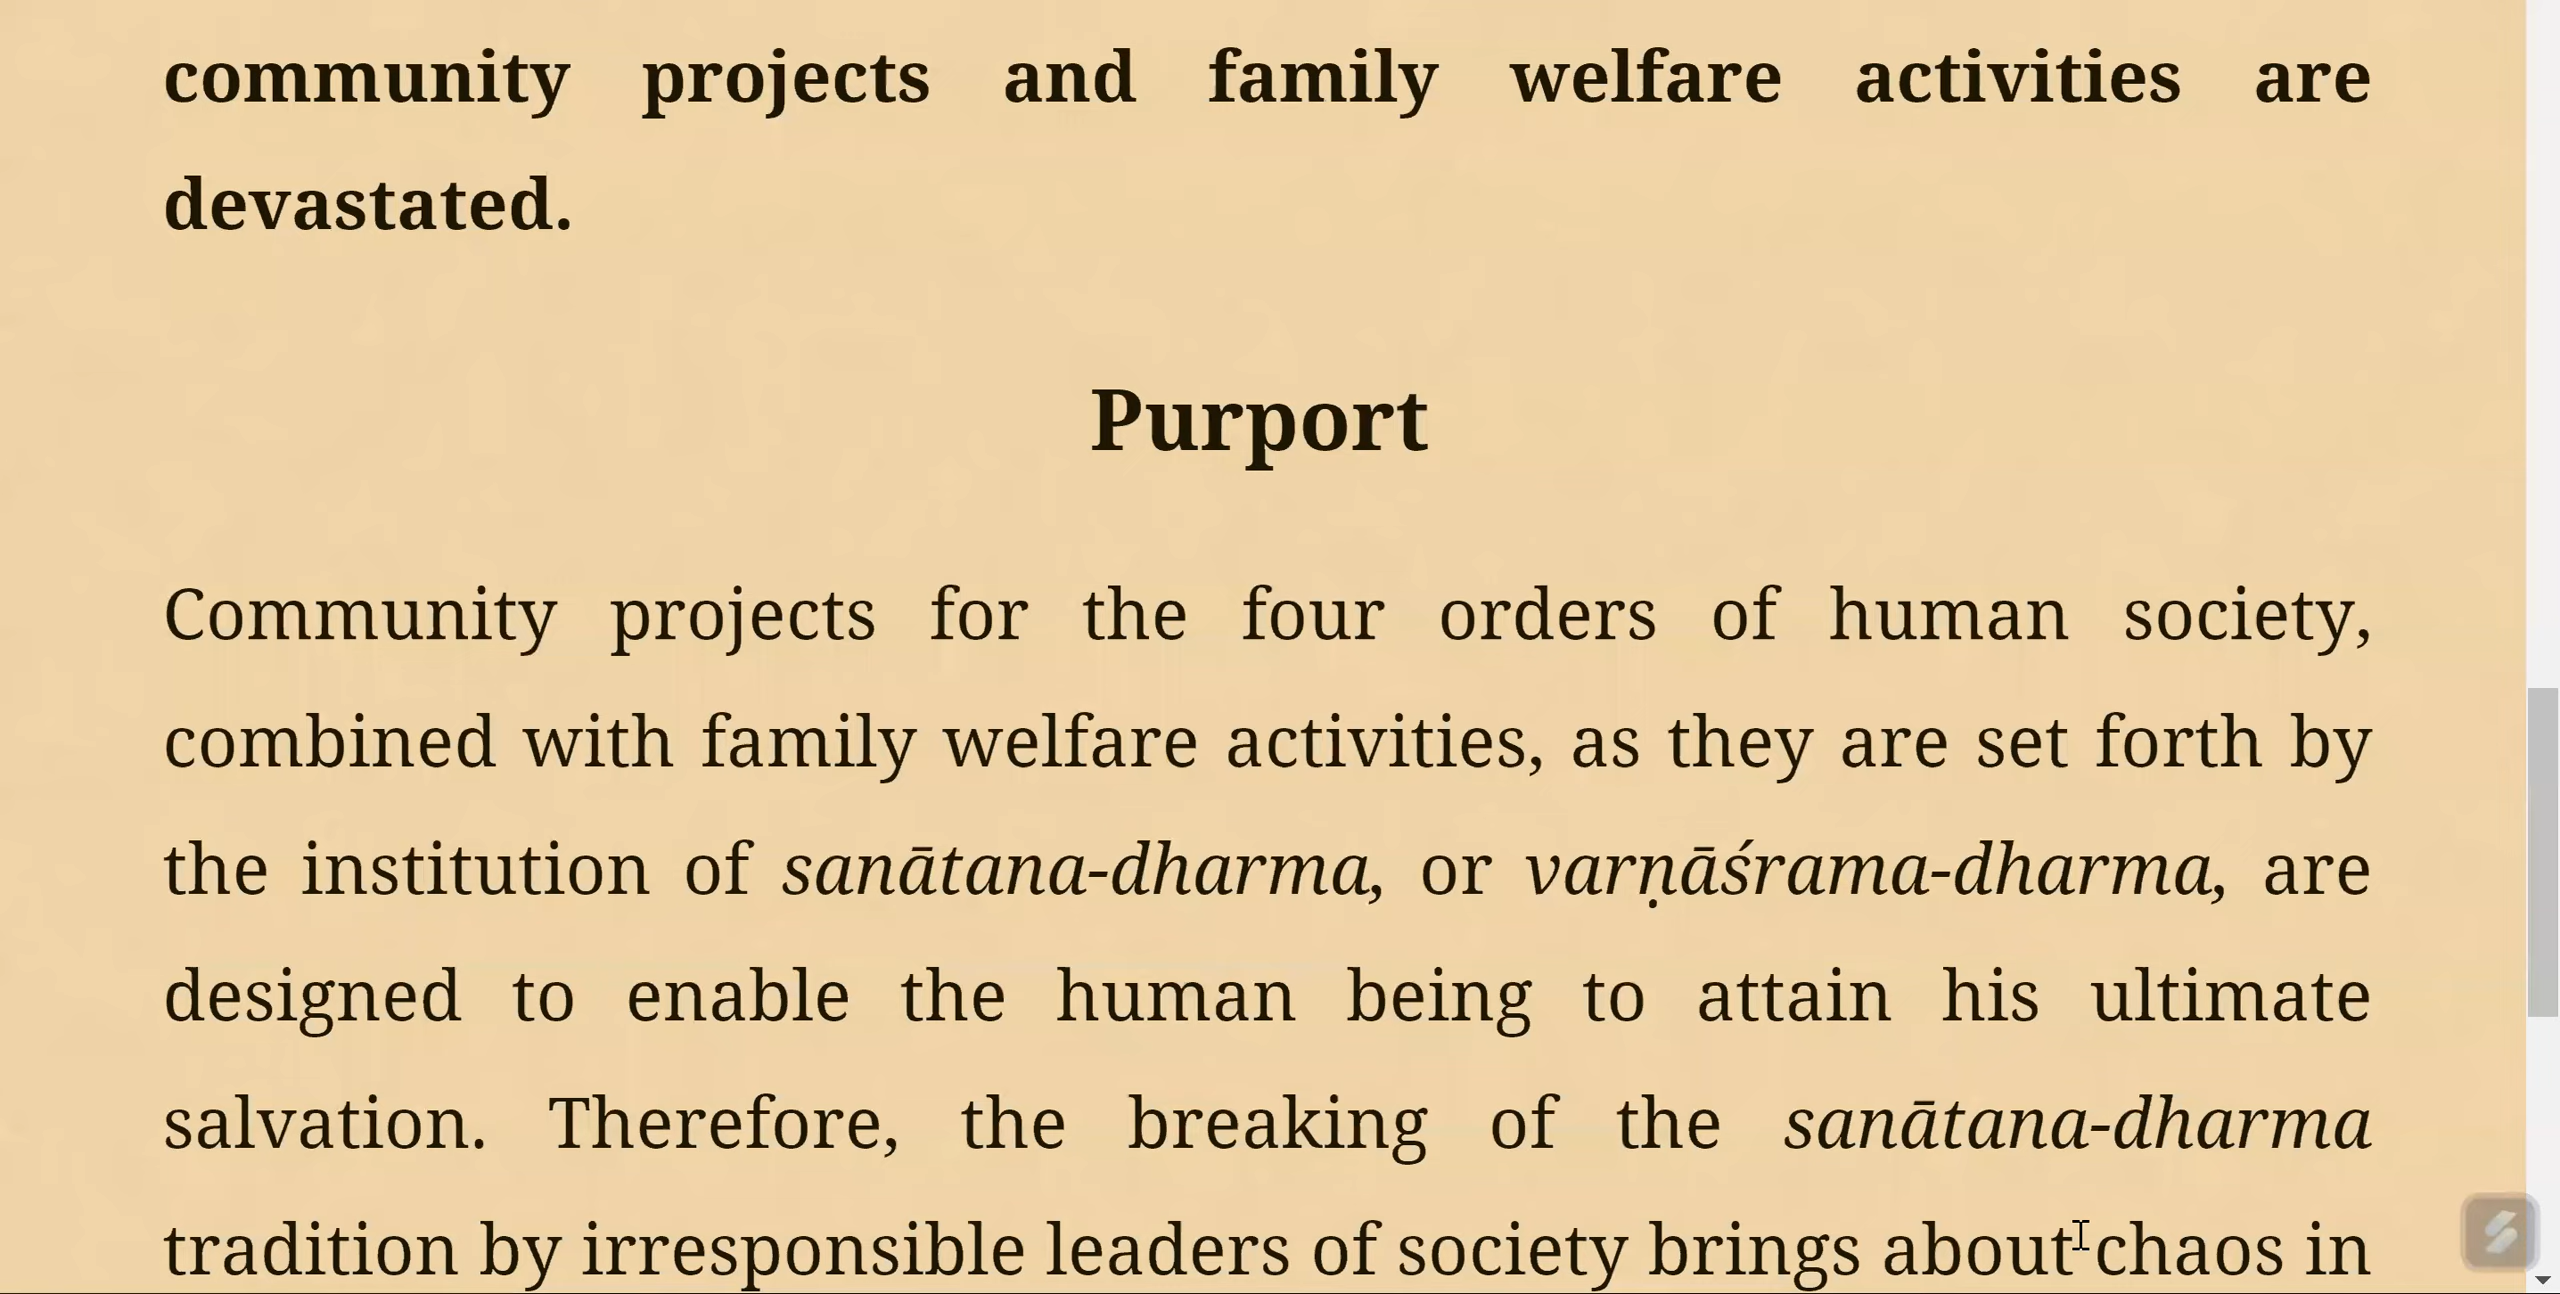 community projects and family welfare activities are
devastated.
Purport
Community projects for the four orders of human society,
combined with family welfare activities, as they are set forth by
the institution of sanātana-dharma, or varṇāśrama-dharma, are
designed to enable the human being to attain his ultimate
salvation. Therefore, the breaking of the sanātana-dharma
tradition by irresponsible leaders of society brings about chaos in